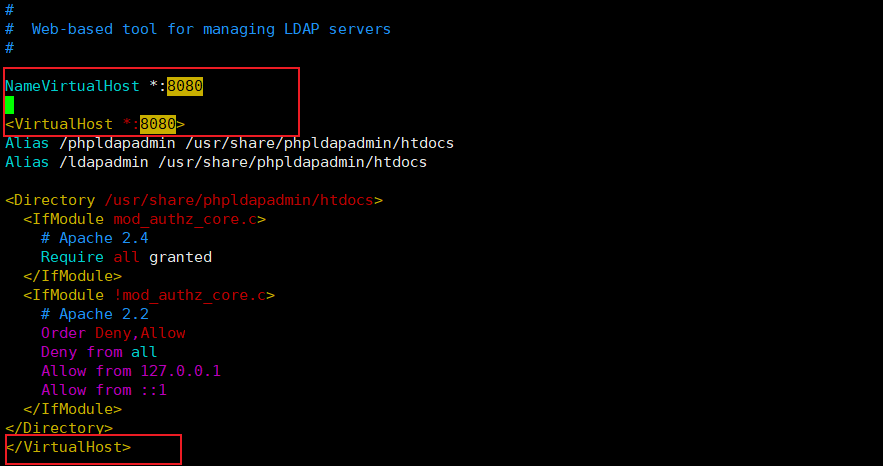 #
#  Web-based tool for managing LDAP servers
#
NameVirtualHost *:8080
<VirtualHost *:8080>
Alias /phpldapadmin /usr/share/phpldapadmin/htdocs
Alias /ldapadmin /usr/share/phpldapadmin/htdocs
<Directory /usr/share/phpldapadmin/htdocs>
  <IfModule mod_authz_core.c>
    # Apache 2.4
    Require all granted
  </IfModule>
  <IfModule !mod_authz_core.c>
    # Apache 2.2
    Order Deny,Allow
    Deny from all
    Allow from 127.0.0.1
    Allow from ::1
  </IfModule>
</Directory>
</VirtualHost>